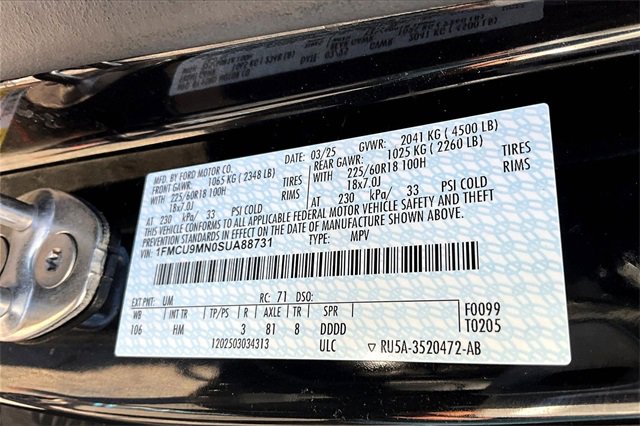 MFD. BY FORD MOTOR CO.
DATE: 03/25 GVWR: 2041 KG ( 4500 LB)
FRONT GAWR: 1065 KG ( 2348 LB) REAR GAWR: 1025 KG ( 2260 LB)
WITH 225/60R18 100H TIRES WITH 225/60R18 100H TIRES
18x7.0J RIMS 18x7.0J RIMS
AT 230 kPa/ 33 PSI COLD AT 230 kPa/ 33 PSI COLD
THIS VEHICLE CONFORMS TO ALL APPLICABLE FEDERAL MOTOR VEHICLE SAFETY AND THEFT
PREVENTION STANDARDS IN EFFECT ON THE DATE OF MANUFACTURE SHOWN ABOVE.
1FMCU9MN0SUA88731 TYPE: MPV
EXT PNT: UM RC: 71 DSO:
WB INT TR TP/PS R AXLE TR SPR F0099
106 HM 3 81 8 DDDD T0205
1202503034313 ULC ▽ RU5A-3520472-AB